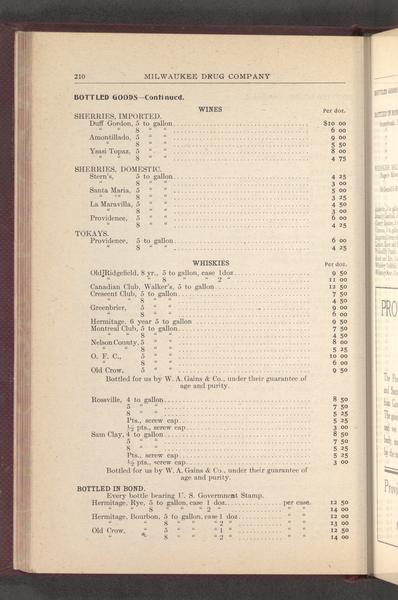 210 MILWAUKEE DRUG COMPANY
BOTTLED GOODS—Continued.
WINES Per doz.
SHERRIES, IMPORTED.
Duff Gordon, 5 to gallon $10 00
" " 8 " " 6 00
Amontillado, 5 " " 9 00
" 8 " " 5 50
Ysasi Topaz, 5 " " 8 00
" " 8 " " 4 75
SHERRIES, DOMESTIC.
Stern's, 5 to gallon 4 25
" 8 " " 3 00
Santa Maria, 5 " " 5 00
" " 8 " " 3 25
La Maravilla, 5 " " 4 50
" 8 " " 3 00
Providence, 5 " " 6 00
" 8 " " 4 25
TOKAYS.
Providence, 5 to gallon 6 00
" 8 " " 4 25
WHISKIES Per doz.
Old Ridgefield, 8 yr., 5 to gallon, case 1 doz 9 50
" " 8 " " " 2 " 11 00
Canadian Club, Walker's, 5 to gallon 12 50
Crescent Club, 5 to gallon 7 50
" " 8 " " 4 50
Greenbrier, 5 " " 9 00
" 8 " " 6 00
Hermitage, 6 year 5 to gallon 9 50
Montreal Club, 5 to gallon 7 50
" " 8 " " 4 50
Nelson County, 5 " " 8 00
" " 8 " " 5 25
O. F. C., 5 " " 10 00
" 8 " " 6 00
Old Crow, 5 " " 9 50
Bottled for us by W. A. Gains & Co., under their guarantee of
age and purity.
Rossville, 4 to gallon 8 50
5 " " 7 50
8 " " 5 25
Pts., screw cap 5 25
½ pts., screw cap 3 00
Sam Clay, 4 to gallon 8 50
5 " " 7 50
8 " " 5 25
Pts., screw cap 5 25
½ pts., screw cap 3 00
Bottled for us by W. A. Gains & Co., under their guarantee of
age and purity.
BOTTLED IN BOND.
Every bottle bearing U. S. Government Stamp.
Hermitage, Rye, 5 to gallon, case 1 doz per case. 12 50
" " 8 " " " 2 " " " 14 00
Hermitage, Bourbon, 5 to gallon, case 1 doz " " 12 00
" " 8 " " " 2 " " " 13 00
Old Crow, " 5 " " " 1 " " " 12 50
" " 8 " " " 2 " " " 14 00
BOTTLED GOODS
PRO